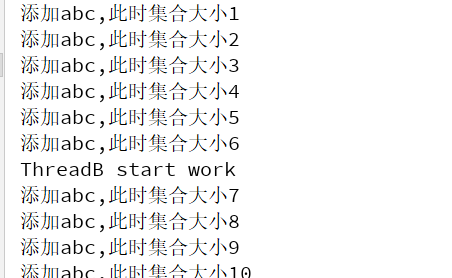 添加abc,此时集合大小1
添加abc,此时集合大小2
添加abc,此时集合大小3
添加abc,此时集合大小4
添加abc,此时集合大小5
添加abc,此时集合大小6
ThreadB start work
添加abc,此时集合大小7
添加abc,此时集合大小8
添加abc,此时集合大小9
添加abc,此时集合大小10